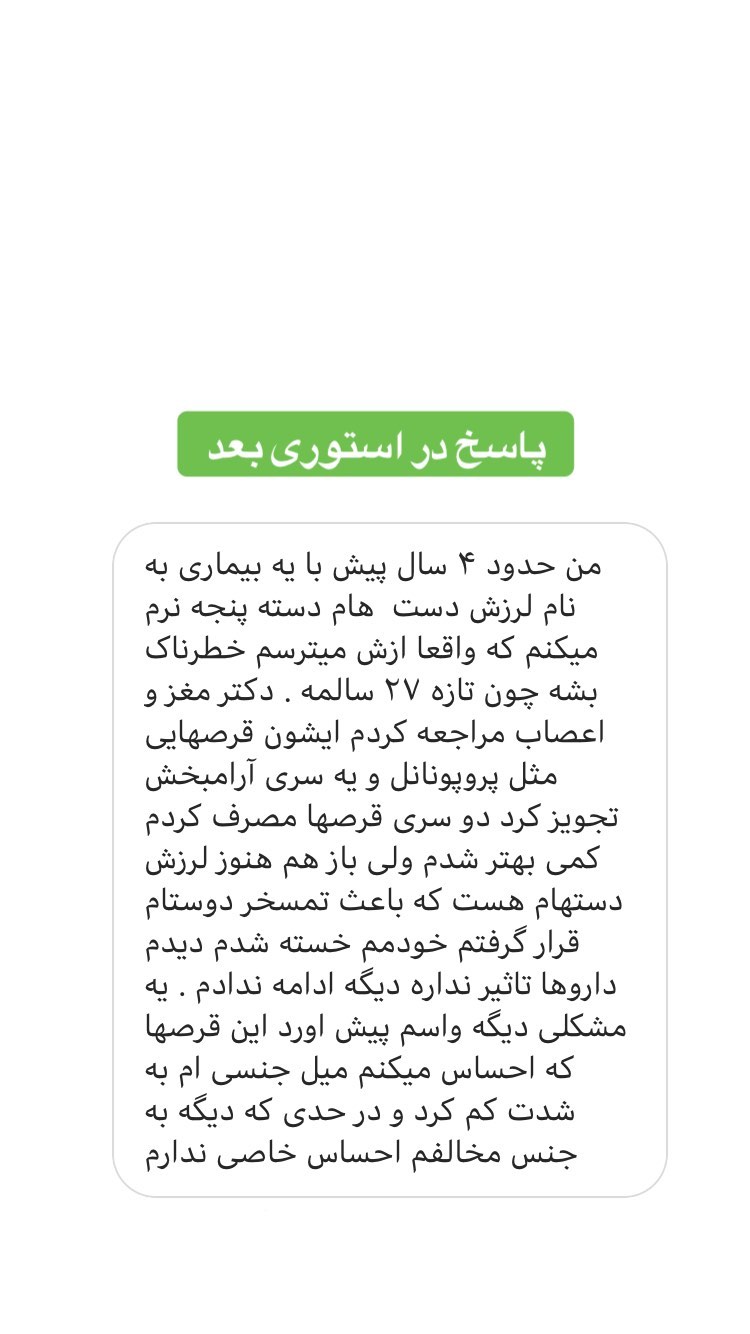 پاسخ در استوری بعد
من حدود ۴ سال پیش با یه بیماری به
نام لرزش دست هام دسته پنجه نرم
میکنم که واقعا ازش میترسم خطرناک
بشه چون تازه ۲۷ سالمه . دکتر مغز و
اعصاب مراجعه کردم ایشون قرصهایی
مثل پروپونانل و یه سری آرامبخش
تجویز کرد دو سری قرصها مصرف کردم
کمی بهتر شدم ولی باز هم هنوز لرزش
دستهام هست که باعث تمسخر دوستام
قرار گرفتم خودمم خسته شدم دیدم
داروها تاثیر نداره دیگه ادامه ندادم . یه
مشکلی دیگه واسم پیش اورد این قرصها
که احساس میکنم میل جنسی ام به
شدت کم کرد و در حدی که دیگه به
جنس مخالفم احساس خاصی ندارم